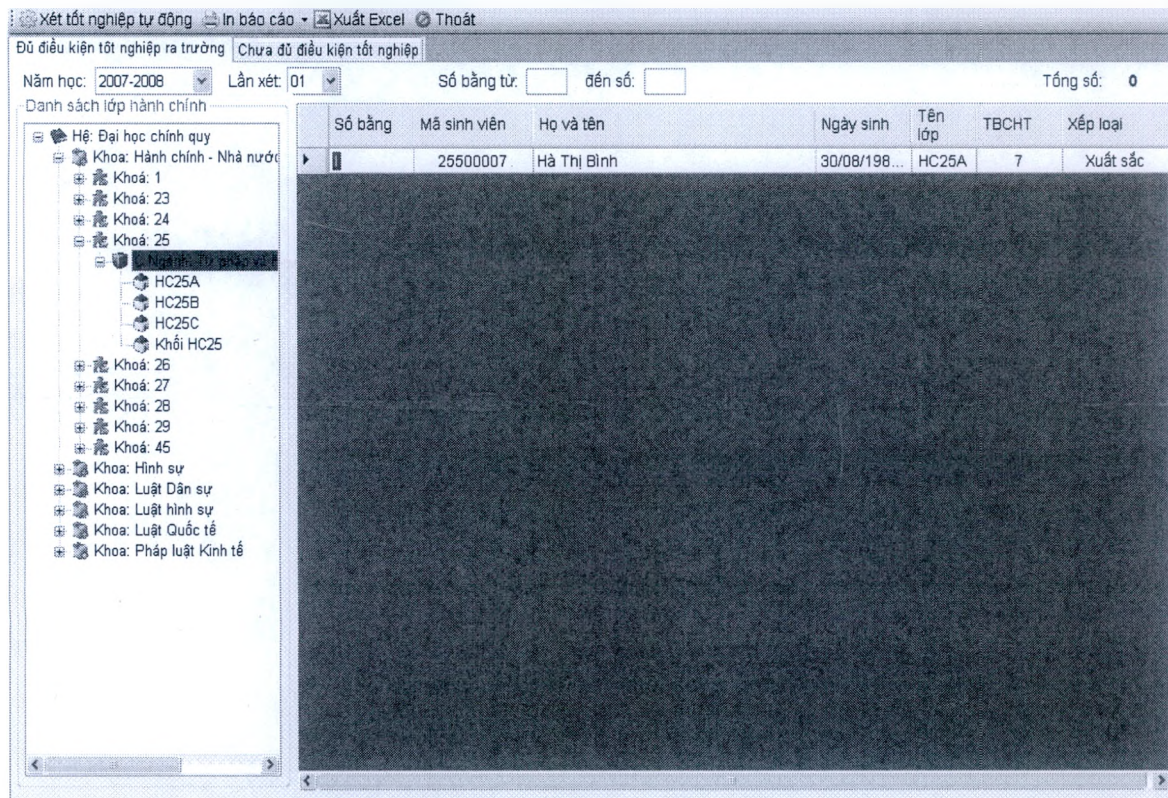 Xét tốt nghiệp tự động In báo cáo Xuất Excel Thoát
Đủ điều kiện tốt nghiệp ra trường Chưa đủ điều kiện tốt nghiệp
Năm học: 2007-2008 Lần xét: 01 Số bằng từ: đến số: Tổng số: 0
Danh sách lớp hành chính
Số bằng Mã sinh viên Họ và tên Ngày sinh Tên lớp TBCHT Xếp loại
25500007 Hà Thị Bình 30/08/198... HC25A 7 Xuất sắc
Hệ: Đại học chính quy
Khoa: Hành chính - Nhà nước
Khoá: 1
Khoá: 23
Khoá: 24
Khoá: 25
Ngành: Tư pháp
HC25A
HC25B
HC25C
Khối HC25
Khoá: 26
Khoá: 27
Khoá: 28
Khoá: 29
Khoá: 45
Khoa: Hình sự
Khoa: Luật Dân sự
Khoa: Luật hình sự
Khoa: Luật Quốc tế
Khoa: Pháp luật Kinh tế